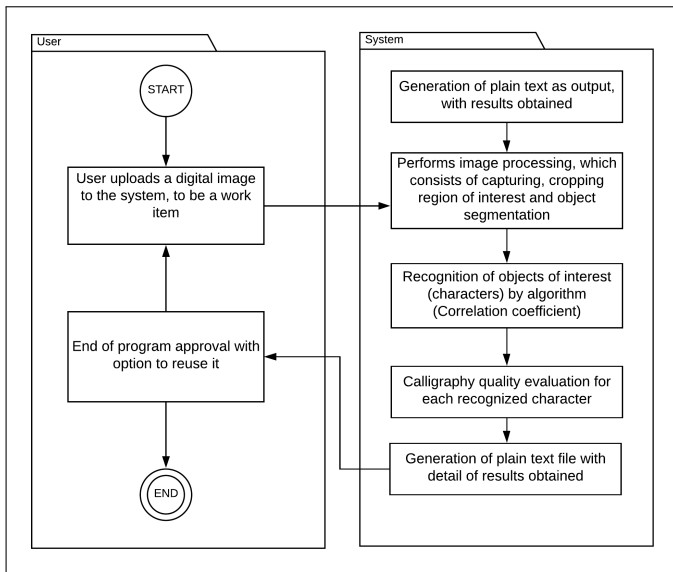 User
START
User uploads a digital image
to the system, to be a work
item
End of program approval with
option to reuse it
END
System
Generation of plain text as output,
with results obtained
Performs image processing, which
consists of capturing, cropping
region of interest and object
segmentation
Recognition of objects of interest
(characters) by algorithm
(Correlation coefficient)
Calligraphy quality evaluation for
each recognized character
Generation of plain text file with
detail of results obtained